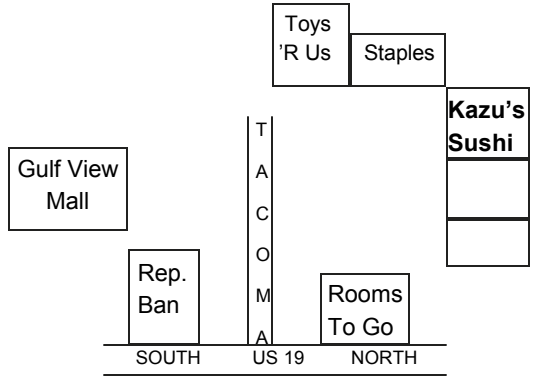 Toys
'R Us
Staples
Kazu's
Sushi
Gulf View
Mall
T
A
C
O
M
A
Rep.
Ban
Rooms
To Go
SOUTH US 19 NORTH